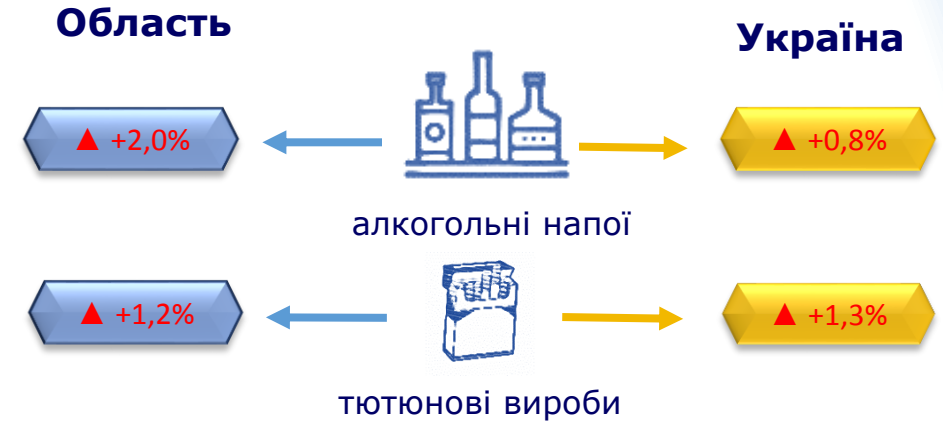 Область
Україна
▲ +2,0%
▲ +0,8%
алкогольні напої
▲ +1,2%
▲ +1,3%
тютюнові вироби